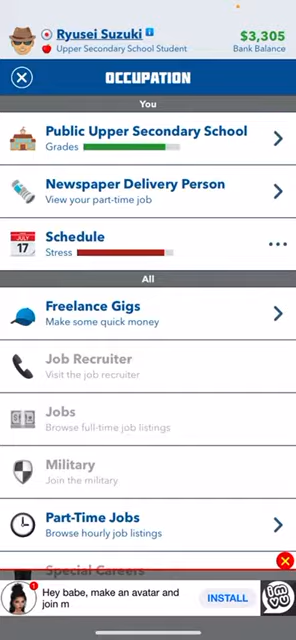 Ryusei Suzuki
$3,305
Upper Secondary School Student
Bank Balance
OCCUPATION
You
Public Upper Secondary School
Grades
Newspaper Delivery Person
View your part-time job
JULY
17
Schedule
Stress
All
Freelance Gigs
Make some quick money
Job Recruiter
Visit the job recruiter
Jobs
Browse full-time job listings
Military
Join the military
Part-Time Jobs
Browse hourly job listings
Special Careers
1
Hey babe, make an avatar and
join m
INSTALL
imvu